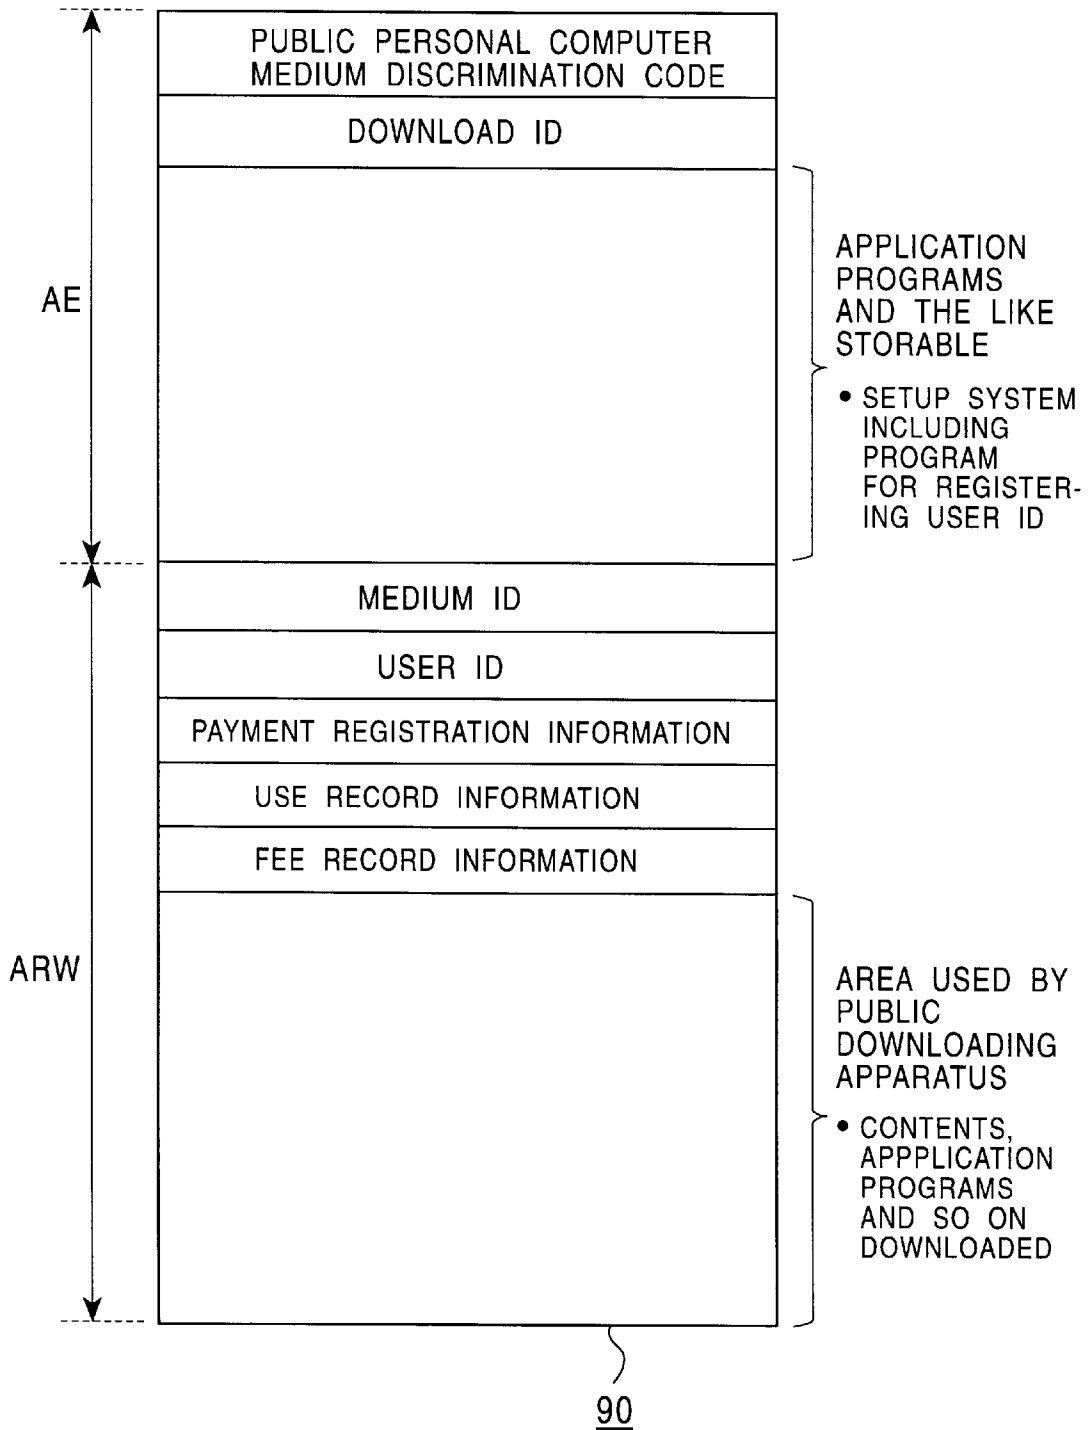 PUBLIC PERSONAL COMPUTER
MEDIUM DISCRIMINATION CODE
DOWNLOAD ID
AE
APPLICATION
PROGRAMS
AND THE LIKE
STORABLE
• SETUP SYSTEM
INCLUDING
PROGRAM
FOR REGISTER-
ING USER ID
MEDIUM ID
USER ID
PAYMENT REGISTRATION INFORMATION
USE RECORD INFORMATION
FEE RECORD INFORMATION
ARW
AREA USED BY
PUBLIC
DOWNLOADING
APPARATUS
• CONTENTS,
APPPLICATION
PROGRAMS
AND SO ON
DOWNLOADED
90